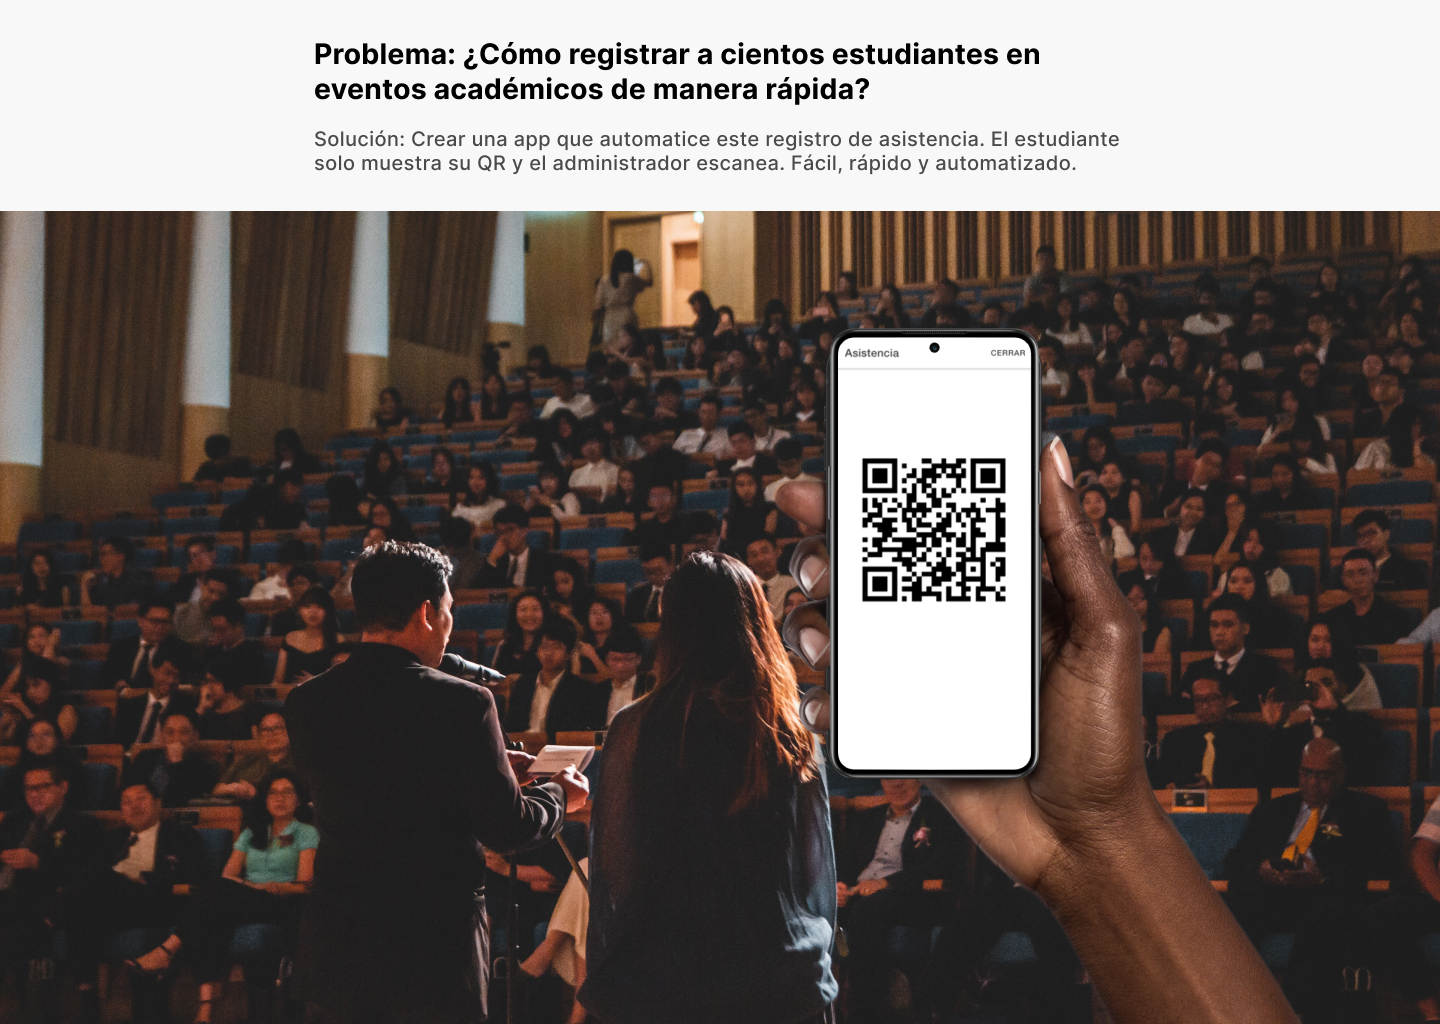 Problema: ¿Cómo registrar a cientos estudiantes en
eventos académicos de manera rápida?
Solución: Crear una app que automatice este registro de asistencia. El estudiante
solo muestra su QR y el administrador escanea. Fácil, rápido y automatizado.
Asistencia
CERRAR